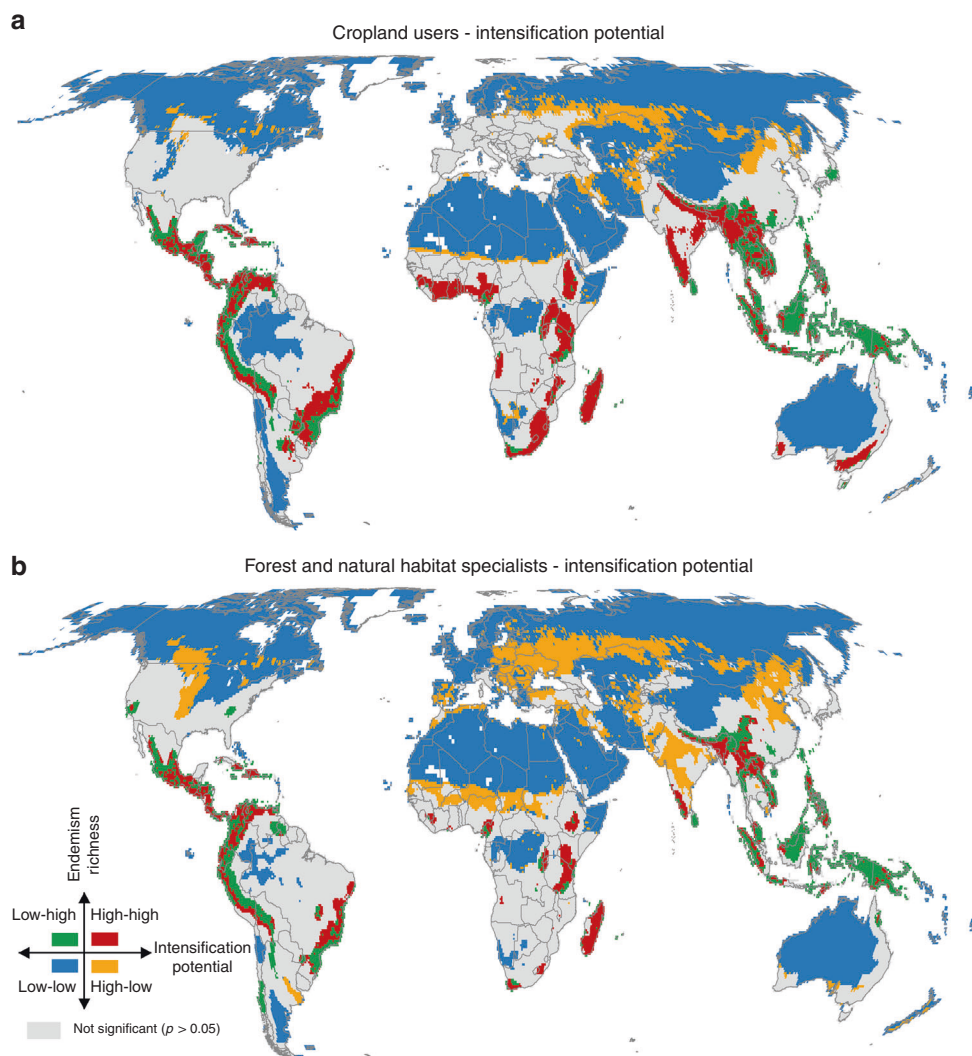 a
Cropland users - intensification potential
b
Forest and natural habitat specialists - intensification potential
Endemism
richness
Low-high
High-high
Intensification
potential
Low-low
High-low
Not significant (p > 0.05)